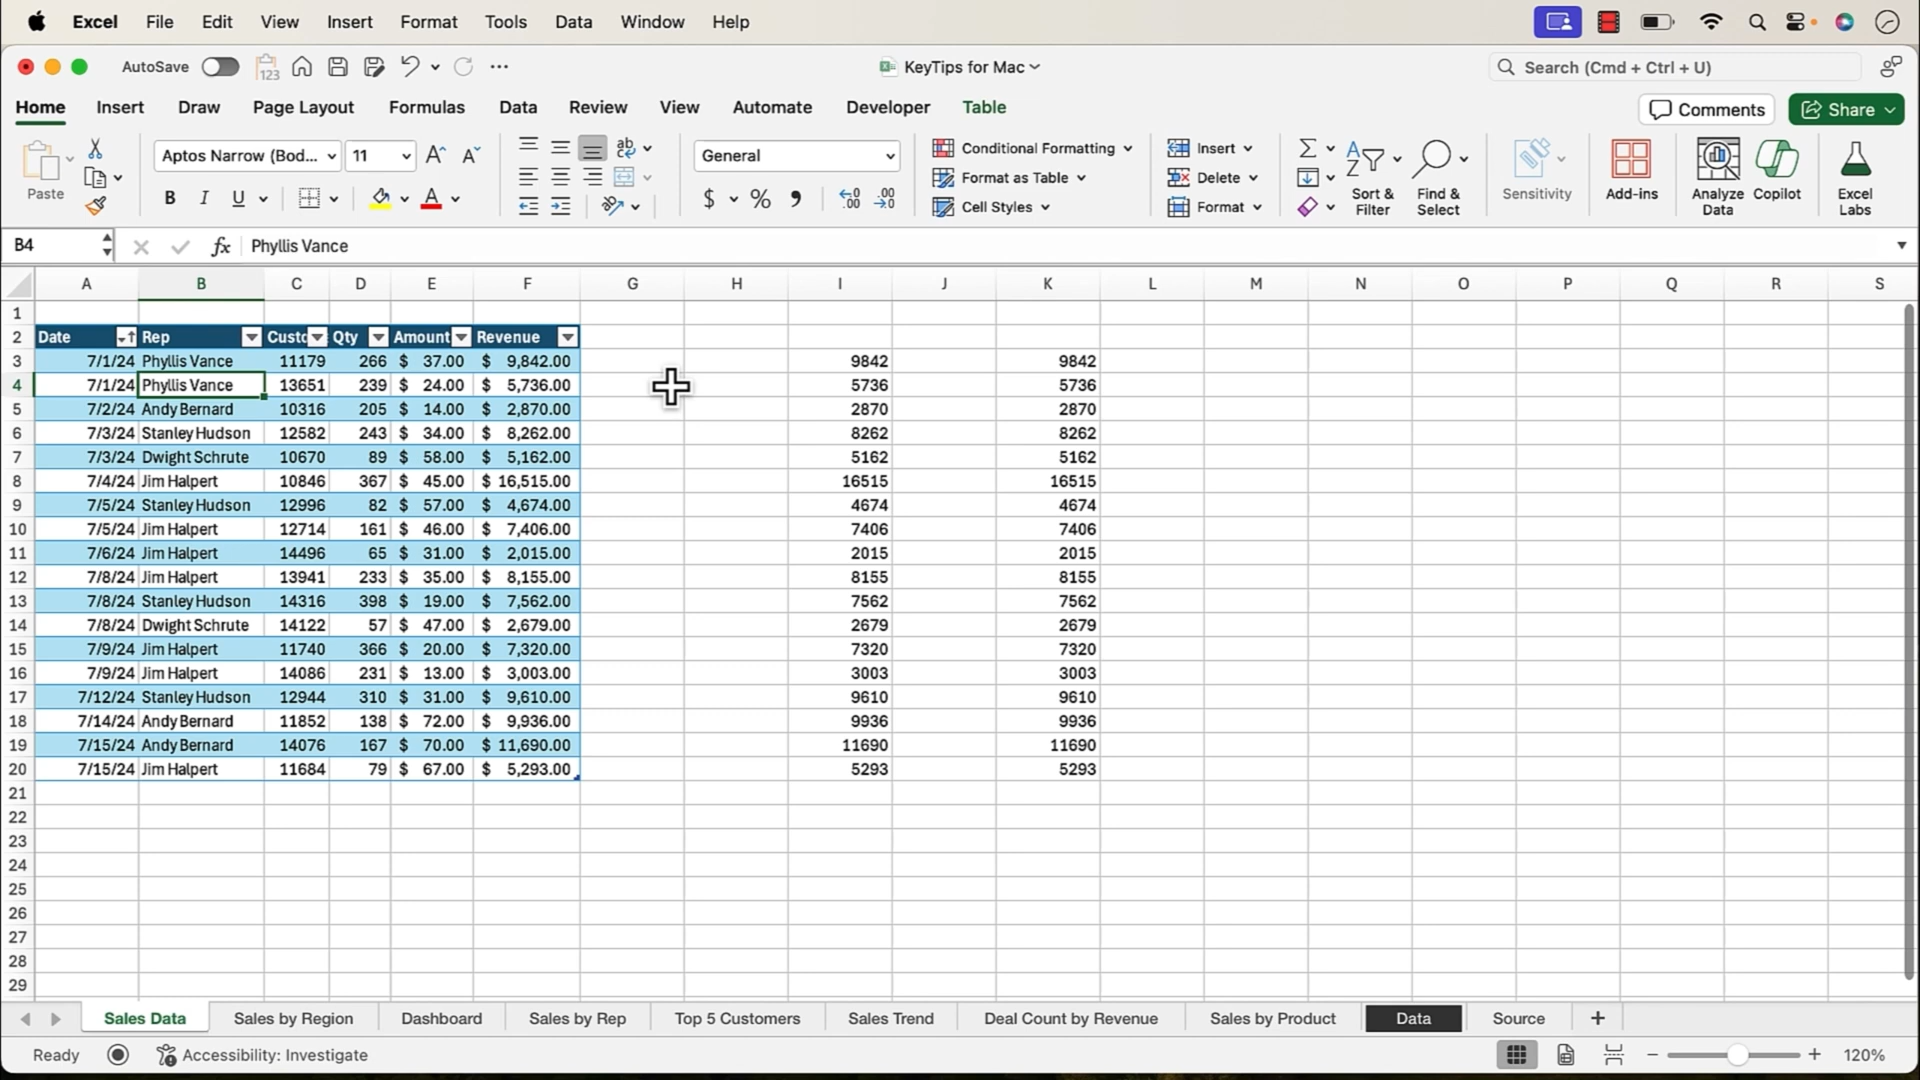 Excel File Edit View Insert Format Tools Data Window Help
AutoSave KeyTips for Mac Search (Cmd + Ctrl + U)
Home Insert Draw Page Layout Formulas Data Review View Automate Developer Table Comments Share
Paste Aptos Narrow (Bod... 11 General
Conditional Formatting Format as Table Cell Styles
Insert Delete Format
Sort & Filter Find & Select Sensitivity Add-ins Analyze Data Copilot Excel Labs
B4 fx Phyllis Vance
A B C D E F G H I J K L M N O P Q R S
1
2 Date Rep Custo Qty Amount Revenue
3 7/1/24 Phyllis Vance 11179 266 $ 37.00 $ 9,842.00 9842 9842
4 7/1/24 Phyllis Vance 13651 239 $ 24.00 $ 5,736.00 5736 5736
5 7/2/24 Andy Bernard 10316 205 $ 14.00 $ 2,870.00 2870 2870
6 7/3/24 Stanley Hudson 12582 243 $ 34.00 $ 8,262.00 8262 8262
7 7/3/24 Dwight Schrute 10670 89 $ 58.00 $ 5,162.00 5162 5162
8 7/4/24 Jim Halpert 10846 367 $ 45.00 $ 16,515.00 16515 16515
9 7/5/24 Stanley Hudson 12996 82 $ 57.00 $ 4,674.00 4674 4674
10 7/5/24 Jim Halpert 12714 161 $ 46.00 $ 7,406.00 7406 7406
11 7/6/24 Jim Halpert 14496 65 $ 31.00 $ 2,015.00 2015 2015
12 7/8/24 Jim Halpert 13941 233 $ 35.00 $ 8,155.00 8155 8155
13 7/8/24 Stanley Hudson 14316 398 $ 19.00 $ 7,562.00 7562 7562
14 7/8/24 Dwight Schrute 14122 57 $ 47.00 $ 2,679.00 2679 2679
15 7/9/24 Jim Halpert 11740 366 $ 20.00 $ 7,320.00 7320 7320
16 7/9/24 Jim Halpert 14086 231 $ 13.00 $ 3,003.00 3003 3003
17 7/12/24 Stanley Hudson 12944 310 $ 31.00 $ 9,610.00 9610 9610
18 7/14/24 Andy Bernard 11852 138 $ 72.00 $ 9,936.00 9936 9936
19 7/15/24 Andy Bernard 14076 167 $ 70.00 $ 11,690.00 11690 11690
20 7/15/24 Jim Halpert 11684 79 $ 67.00 $ 5,293.00 5293 5293
21
22
23
24
25
26
27
28
29
Sales Data Sales by Region Dashboard Sales by Rep Top 5 Customers Sales Trend Deal Count by Revenue Sales by Product Data Source +
Ready Accessibility: Investigate − + 120%